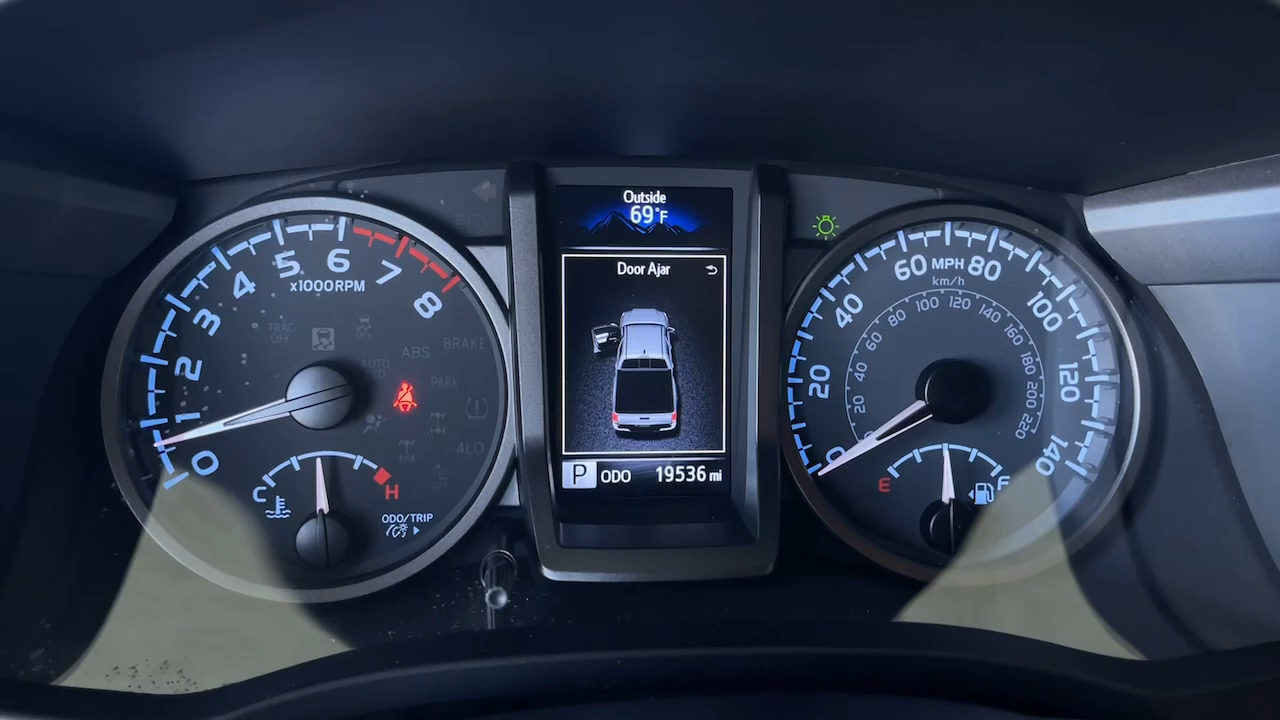 Outside
69°F
Door Ajar
P ODO 19536 mi
0
1
2
3
4
5
6
7
8
x1000RPM
TRAC
OFF
AUTO
ABS
BRAKE
PARK
4LO
C
H
ODO/TRIP
0
20
40
60
80
100
120
140
MPH
km/h
20
40
60
80
100
120
140
160
180
200
220
E
F